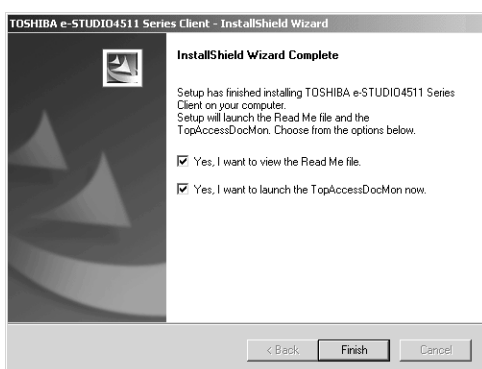 TOSHIBA e-STUDIO4511 Series Client - InstallShield Wizard
InstallShield Wizard Complete
Setup has finished installing TOSHIBA e-STUDIO4511 Series
Client on your computer.
Setup will launch the Read Me file and the
TopAccessDocMon. Choose from the options below.
Yes, I want to view the Read Me file.
Yes, I want to launch the TopAccessDocMon now.
< Back
Finish
Cancel